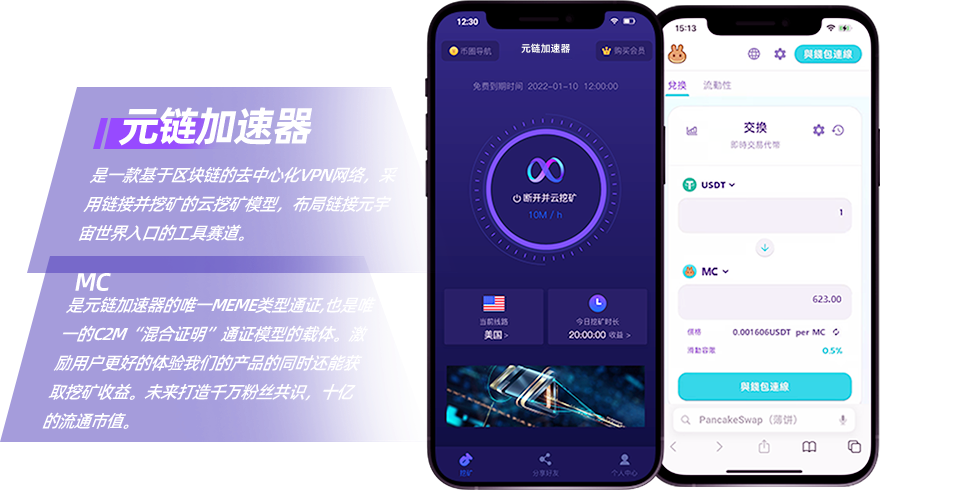 元链加速器
是一款基于区块链的去中心化VPN网络，采
用链接并挖矿的云挖矿模型，布局链接元宇
宙世界入口的工具赛道。
MC
是元链加速器的唯一MEME类型通证,也是唯
一的C2M“混合证明”通证模型的载体。激
励用户更好的体验我们的产品的同时还能获
取挖矿收益。未来打造千万粉丝共识，十亿
的流通市值。
12:30
币圈导航
元链加速器
购买会员
免费到期时间 2022-01-10 12:00:00
断开并云挖矿
10M / h
当前线路
美国 >
今日挖矿时长
20:00:00 收益 >
挖矿
分享好友
个人中心
15:13
與錢包連線
兌換
流動性
交換
即時交易代幣
USDT
1
MC
623.00
價格
0.001606USDT per MC
滑動容限
0.5%
與錢包連線
PancakeSwap（薄饼）